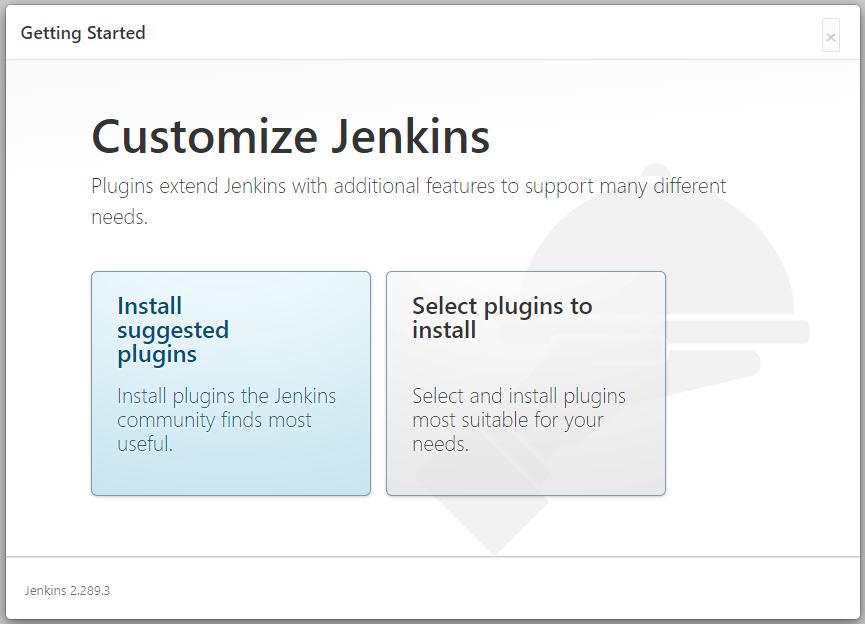 Getting Started
×
Customize Jenkins
Plugins extend Jenkins with additional features to support many different
needs.
Install
suggested
plugins
Install plugins the Jenkins
community finds most
useful.
Select plugins to
install
Select and install plugins
most suitable for your
needs.
Jenkins 2.289.3